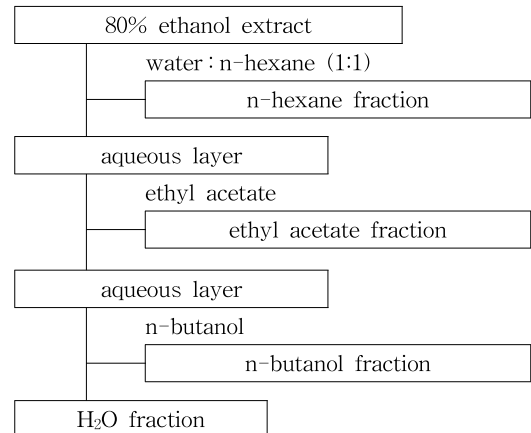 80% ethanol extract
water : n-hexane (1:1)
n-hexane fraction
aqueous layer
ethyl acetate
ethyl acetate fraction
aqueous layer
n-butanol
n-butanol fraction
H₂O fraction